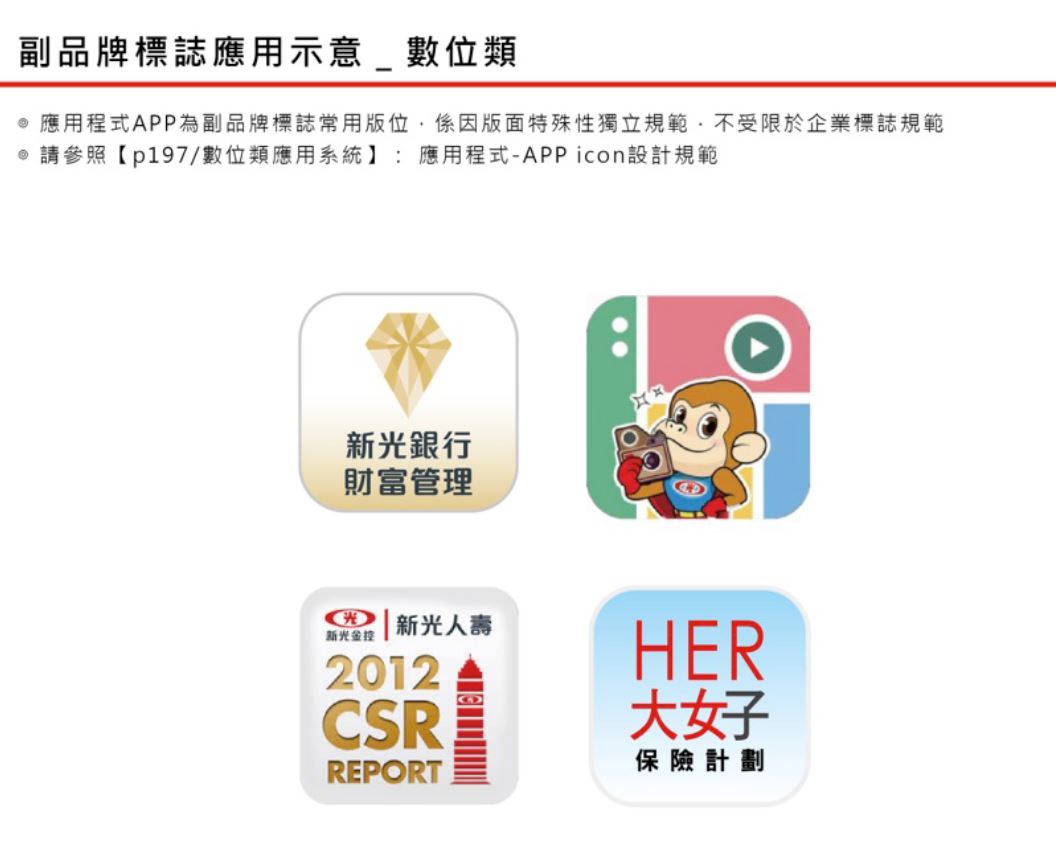 副品牌標誌應用示意 _ 數位類
◎ 應用程式APP為副品牌標誌常用版位，係因版面特殊性獨立規範，不受限於企業標誌規範
◎ 請參照【p197/數位類應用系統】： 應用程式-APP icon設計規範
新光銀行
財富管理
光
光
新光金控
新光人壽
2012
CSR
REPORT
HER
大女子
保險計劃